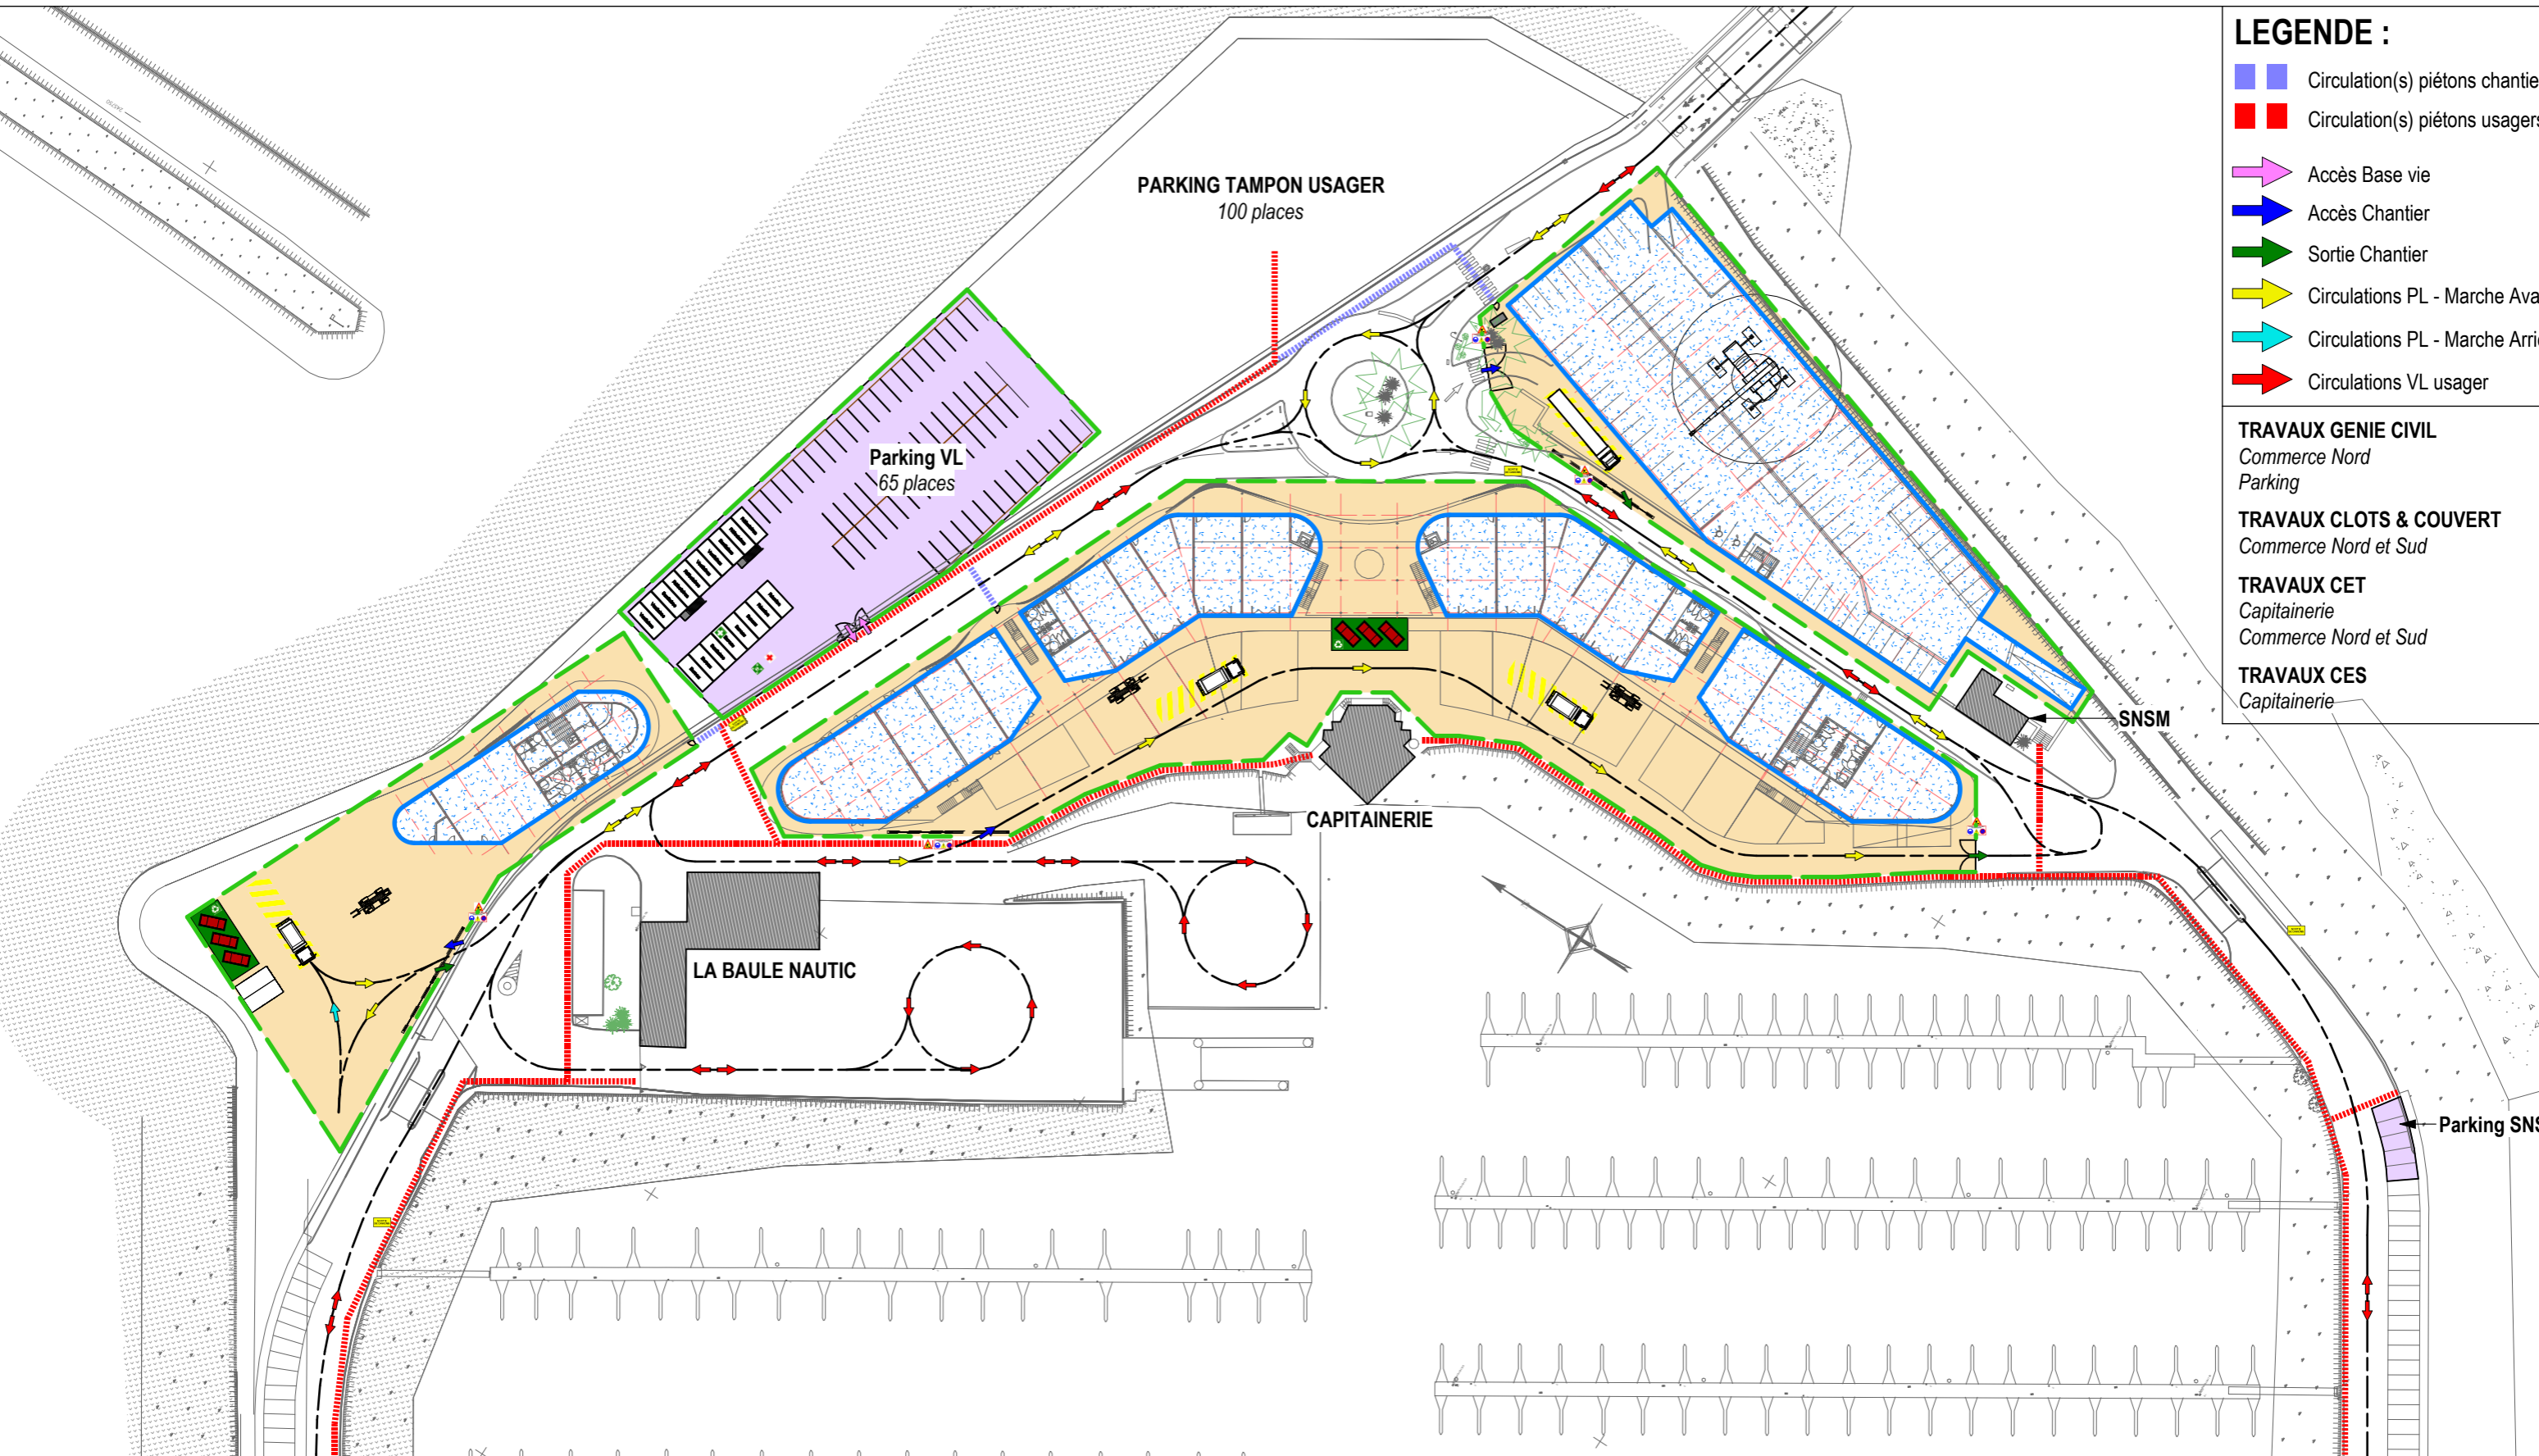 LEGENDE :
Circulation(s) piétons chantie
Circulation(s) piétons usagers
Accès Base vie
Accès Chantier
Sortie Chantier
Circulations PL - Marche Ava
Circulations PL - Marche Arri
Circulations VL usager
TRAVAUX GENIE CIVIL
Commerce Nord
Parking
TRAVAUX CLOTS & COUVERT
Commerce Nord et Sud
TRAVAUX CET
Capitainerie
Commerce Nord et Sud
TRAVAUX CES
Capitainerie
PARKING TAMPON USAGER
100 places
Parking VL
65 places
SNSM
CAPITAINERIE
LA BAULE NAUTIC
Parking SNS